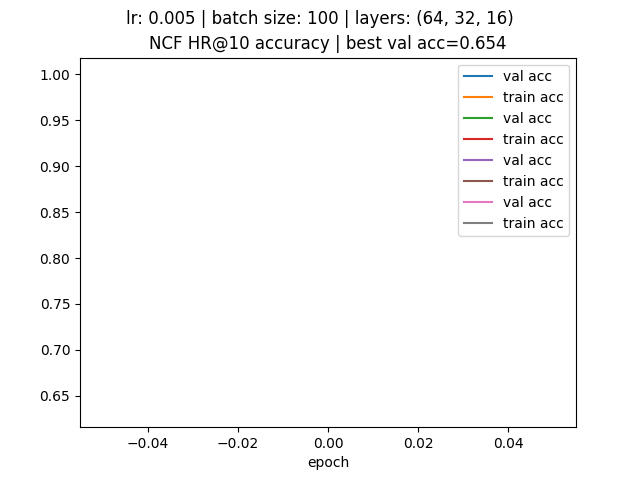 lr: 0.005 | batch size: 100 | layers: (64, 32, 16)
NCF HR@10 accuracy | best val acc=0.654
1.00
0.95
0.90
0.85
0.80
0.75
0.70
0.65
val acc
train acc
val acc
train acc
val acc
train acc
val acc
train acc
−0.04
−0.02
0.00
0.02
0.04
epoch